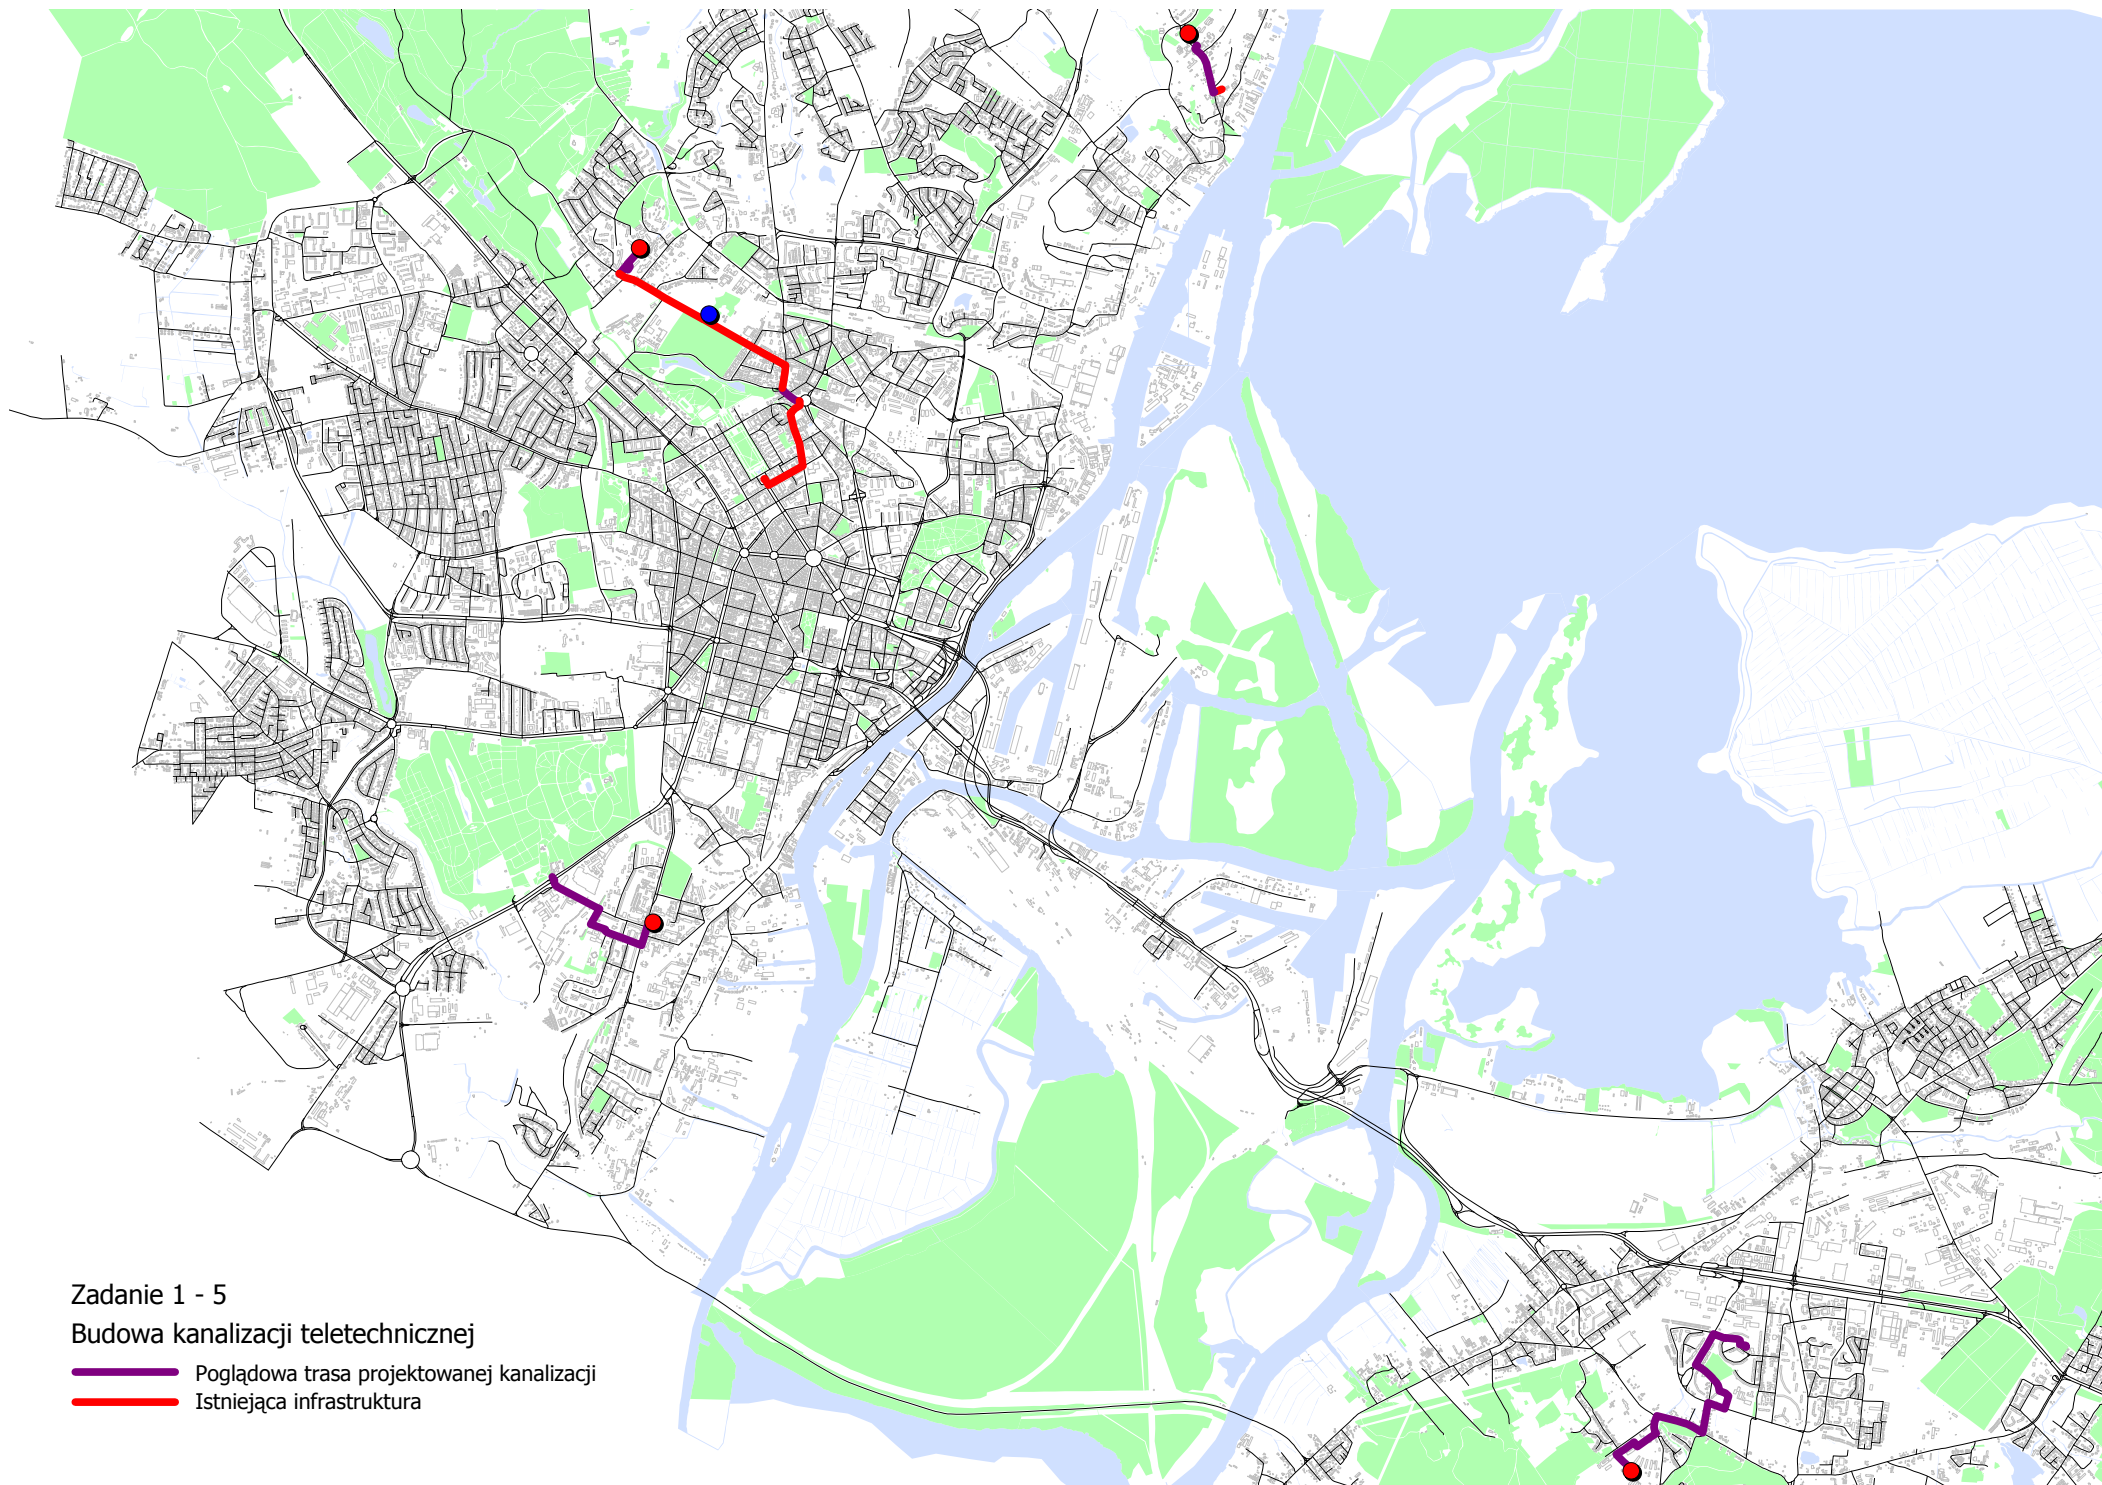 Zadanie 1 - 5
Budowa kanalizacji teletechnicznej
Poglądowa trasa projektowanej kanalizacji
Istniejąca infrastruktura